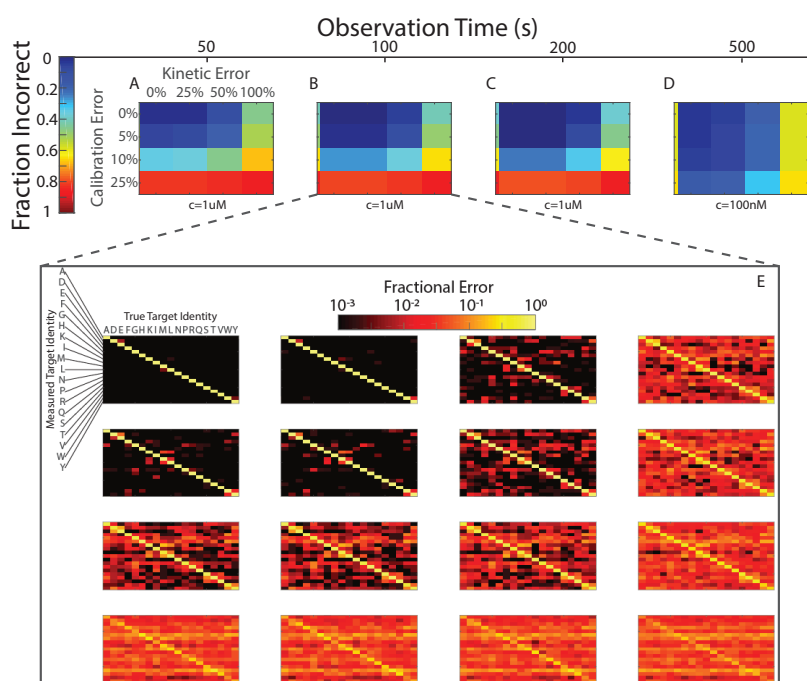 Observation Time (s)
50
100
200
500
Fraction Incorrect
0
0.2
0.4
0.6
0.8
1
Calibration Error
0%
5%
10%
25%
A
Kinetic Error
0% 25% 50% 100%
B
C
D
c=1uM
c=1uM
c=1uM
c=100nM
E
Fractional Error
10⁻³
10⁻²
10⁻¹
10⁰
True Target Identity
ADEFGHKIMLNPRQSTVWY
Measured Target Identity
A
D
E
F
G
H
K
I
M
L
N
P
R
Q
S
T
V
W
Y